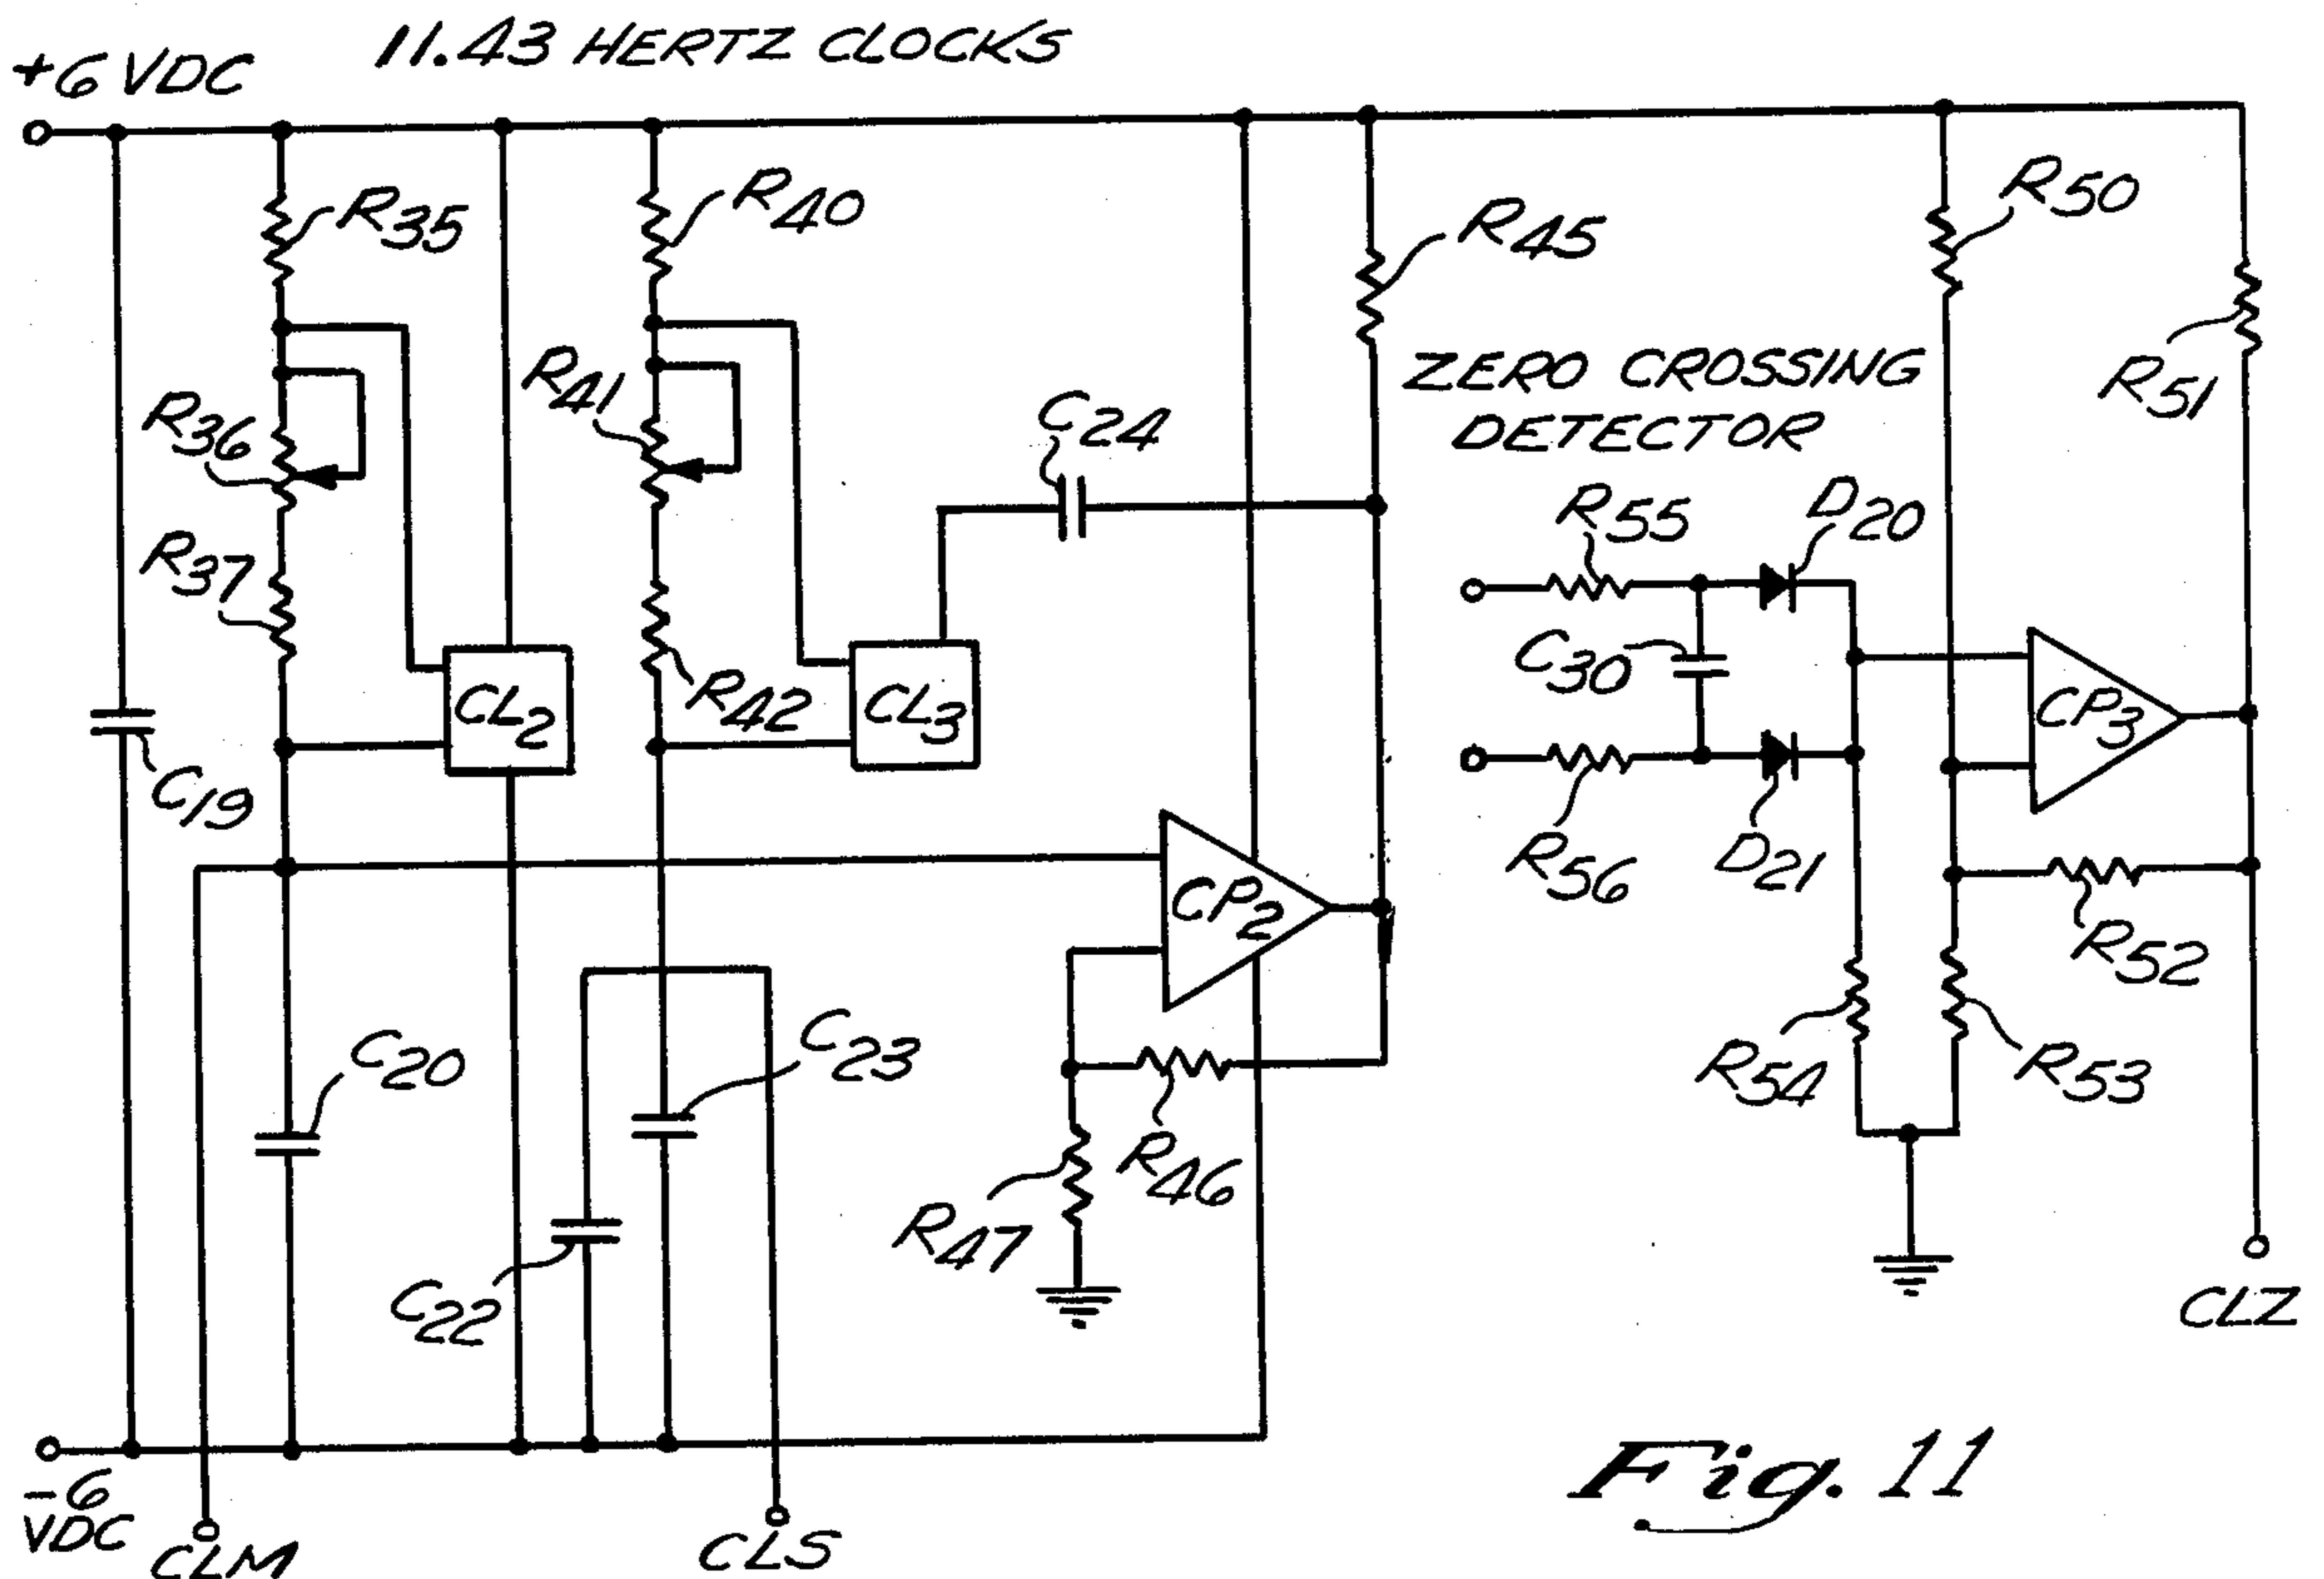 11.43 HERTZ CLOCKS
+6 VDC
R35
R40
R45
R50
R51
R36
R41
C24
ZERO CROSSING
DETECTOR
R37
R55
D20
C30
R42
CL2
CL3
CP3
C19
R56
D21
CP2
R52
C20
C23
R54
R53
R46
R47
C22
CLZ
-6
VDC
CLM
CLS
Fig. 11